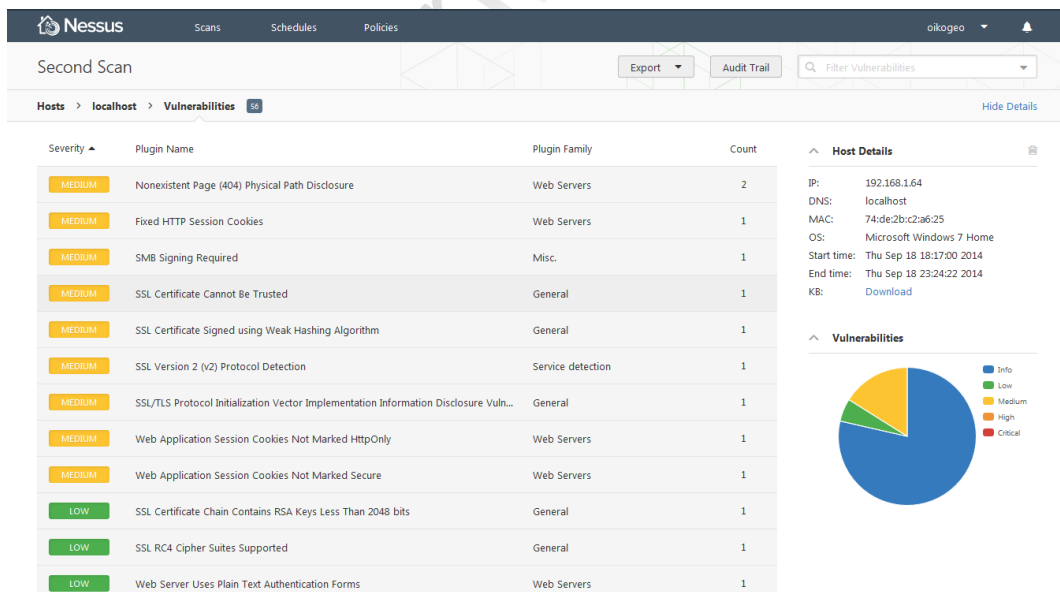 Nessus Scans Schedules Policies oikogeo
Second Scan Export Audit Trail Filter Vulnerabilities
Hosts > localhost > Vulnerabilities 56 Hide Details
Severity Plugin Name Plugin Family Count
MEDIUM Nonexistent Page (404) Physical Path Disclosure Web Servers 2
MEDIUM Fixed HTTP Session Cookies Web Servers 1
MEDIUM SMB Signing Required Misc. 1
MEDIUM SSL Certificate Cannot Be Trusted General 1
MEDIUM SSL Certificate Signed using Weak Hashing Algorithm General 1
MEDIUM SSL Version 2 (v2) Protocol Detection Service detection 1
MEDIUM SSL/TLS Protocol Initialization Vector Implementation Information Disclosure Vuln... General 1
MEDIUM Web Application Session Cookies Not Marked HttpOnly Web Servers 1
MEDIUM Web Application Session Cookies Not Marked Secure Web Servers 1
LOW SSL Certificate Chain Contains RSA Keys Less Than 2048 bits General 1
LOW SSL RC4 Cipher Suites Supported General 1
LOW Web Server Uses Plain Text Authentication Forms Web Servers 1
Host Details
IP: 192.168.1.64
DNS: localhost
MAC: 74:de:2b:c2:a6:25
OS: Microsoft Windows 7 Home
Start time: Thu Sep 18 18:17:00 2014
End time: Thu Sep 18 23:24:22 2014
KB: Download
Vulnerabilities
Info
Low
Medium
High
Critical